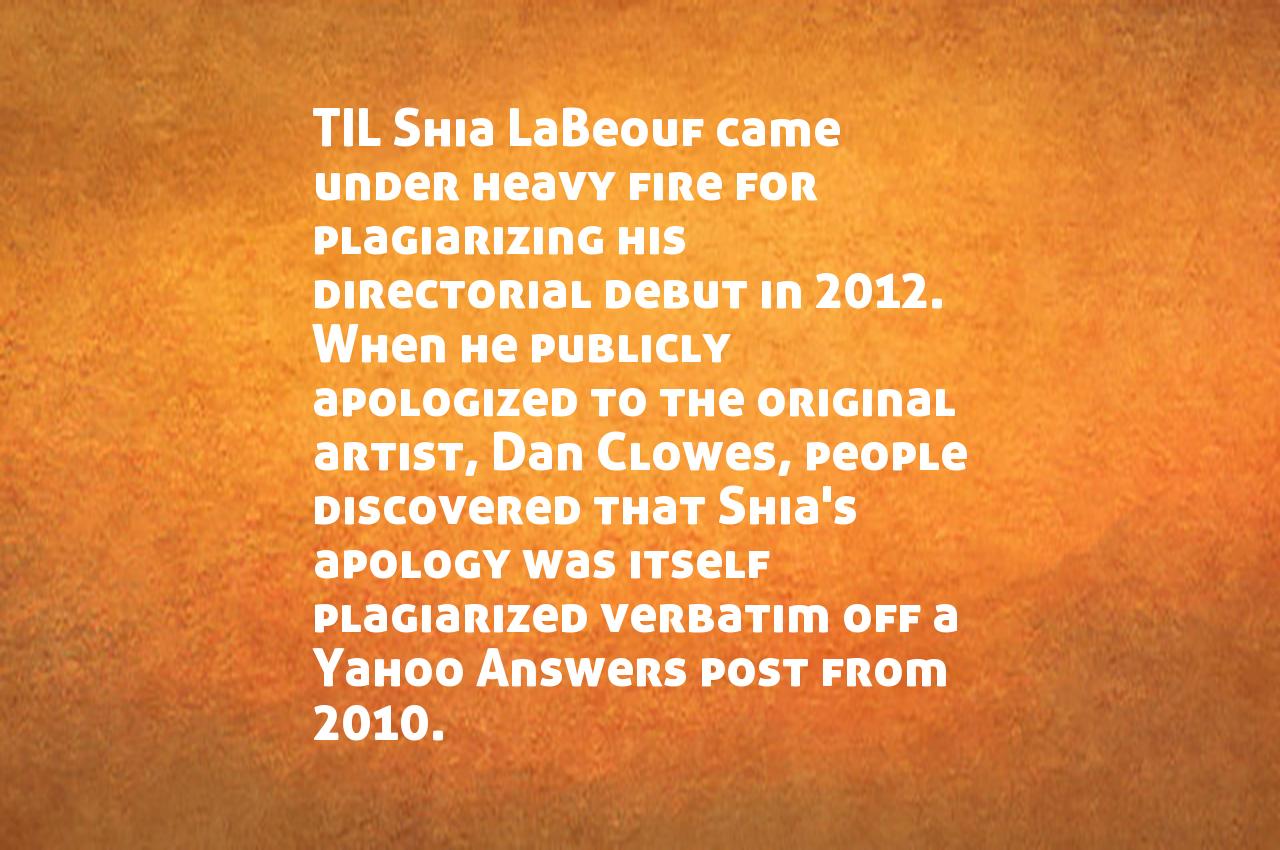 TIL Shia LaBeouf came
under heavy fire for
plagiarizing his
directorial debut in 2012.
When he publicly
apologized to the original
artist, Dan Clowes, people
discovered that Shia's
apology was itself
plagiarized verbatim off a
Yahoo Answers post from
2010.